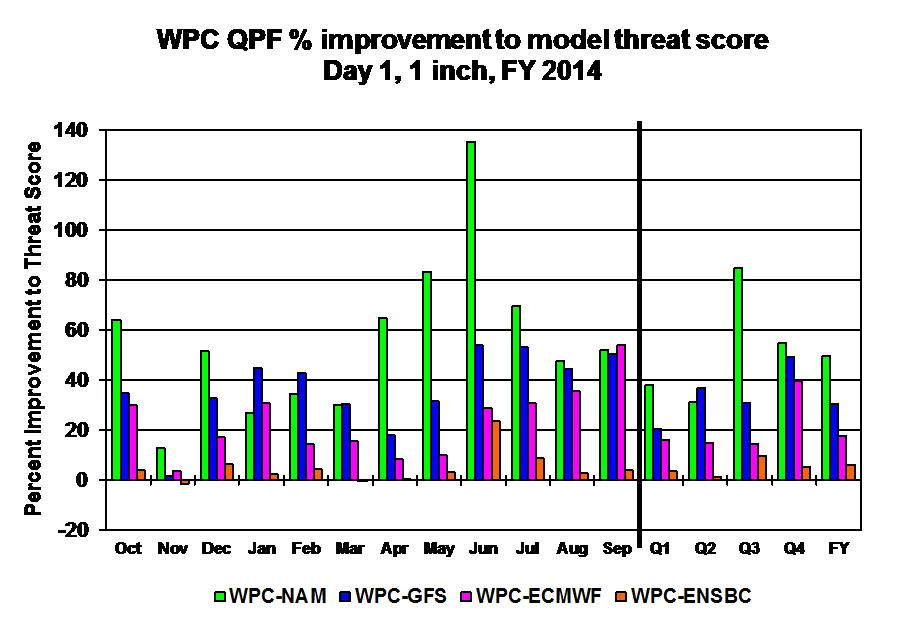 WPC QPF % improvement to model threat score
Day 1, 1 inch, FY 2014
Percent Improvement to Threat Score
140
120
100
80
60
40
20
0
-20
Oct Nov Dec Jan Feb Mar Apr May Jun Jul Aug Sep Q1 Q2 Q3 Q4 FY
WPC-NAM WPC-GFS WPC-ECMWF WPC-ENSBC